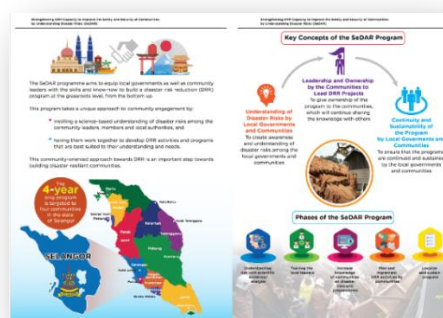 Strengthening DRR Capacity to Improve the Safety and Security of Communities
by Understanding Disaster Risks (SeDAR)
The SeDAR programme aims to equip local governments as well as community
leaders with the skills and know-how to build a disaster risk reduction (DRR)
program at the grassroots level, from the bottom up.
This program takes a unique approach to community engagement by:
instilling a science-based understanding of disaster risks among the
community leaders, members and local authorities, and
having them work together to develop DRR activities and programs
that are best suited to their understanding and needs.
This community-oriented approach towards DRR is an important step towards
building disaster-resilient communities.
The
4-year
long program
is targeted to
four communities
in the state
of Selangor
SELANGOR
Strengthening DRR Capacity to Improve the Safety and Security of Communities
by Understanding Disaster Risks (SeDAR)
Key Concepts of the SeDAR Program
Leadership and Ownership
by the Communities to
Lead DRR Projects
To give ownership of the
program to the communities,
which will continue sharing
the knowledge with others
Understanding of
Disaster Risks by
Local Governments
and Communities
To create awareness
and understanding of
disaster risks among the
local governments and
communities
Continuity and
Sustainability of
the Program
by Local Governments
and Communities
To ensure that the program
are continued and sustained
by the local governments
and communities
Phases of the SeDAR Program